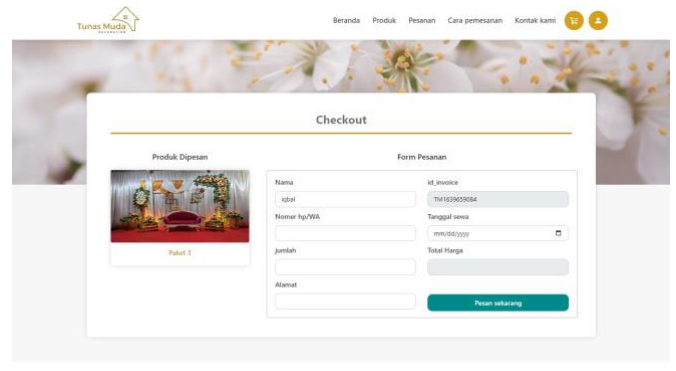 Tunas Muda
Beranda Produk Pesanan Cara pemesanan Kontak kami
Checkout
Produk Dipesan
Paket 3
Form Pesanan
Nama
iqbal
id_invoice
TM1639659084
Nomer hp/WA
Tanggal sewa
mm/dd/yyyy
jumlah
Total Harga
Alamat
Pesan sekarang